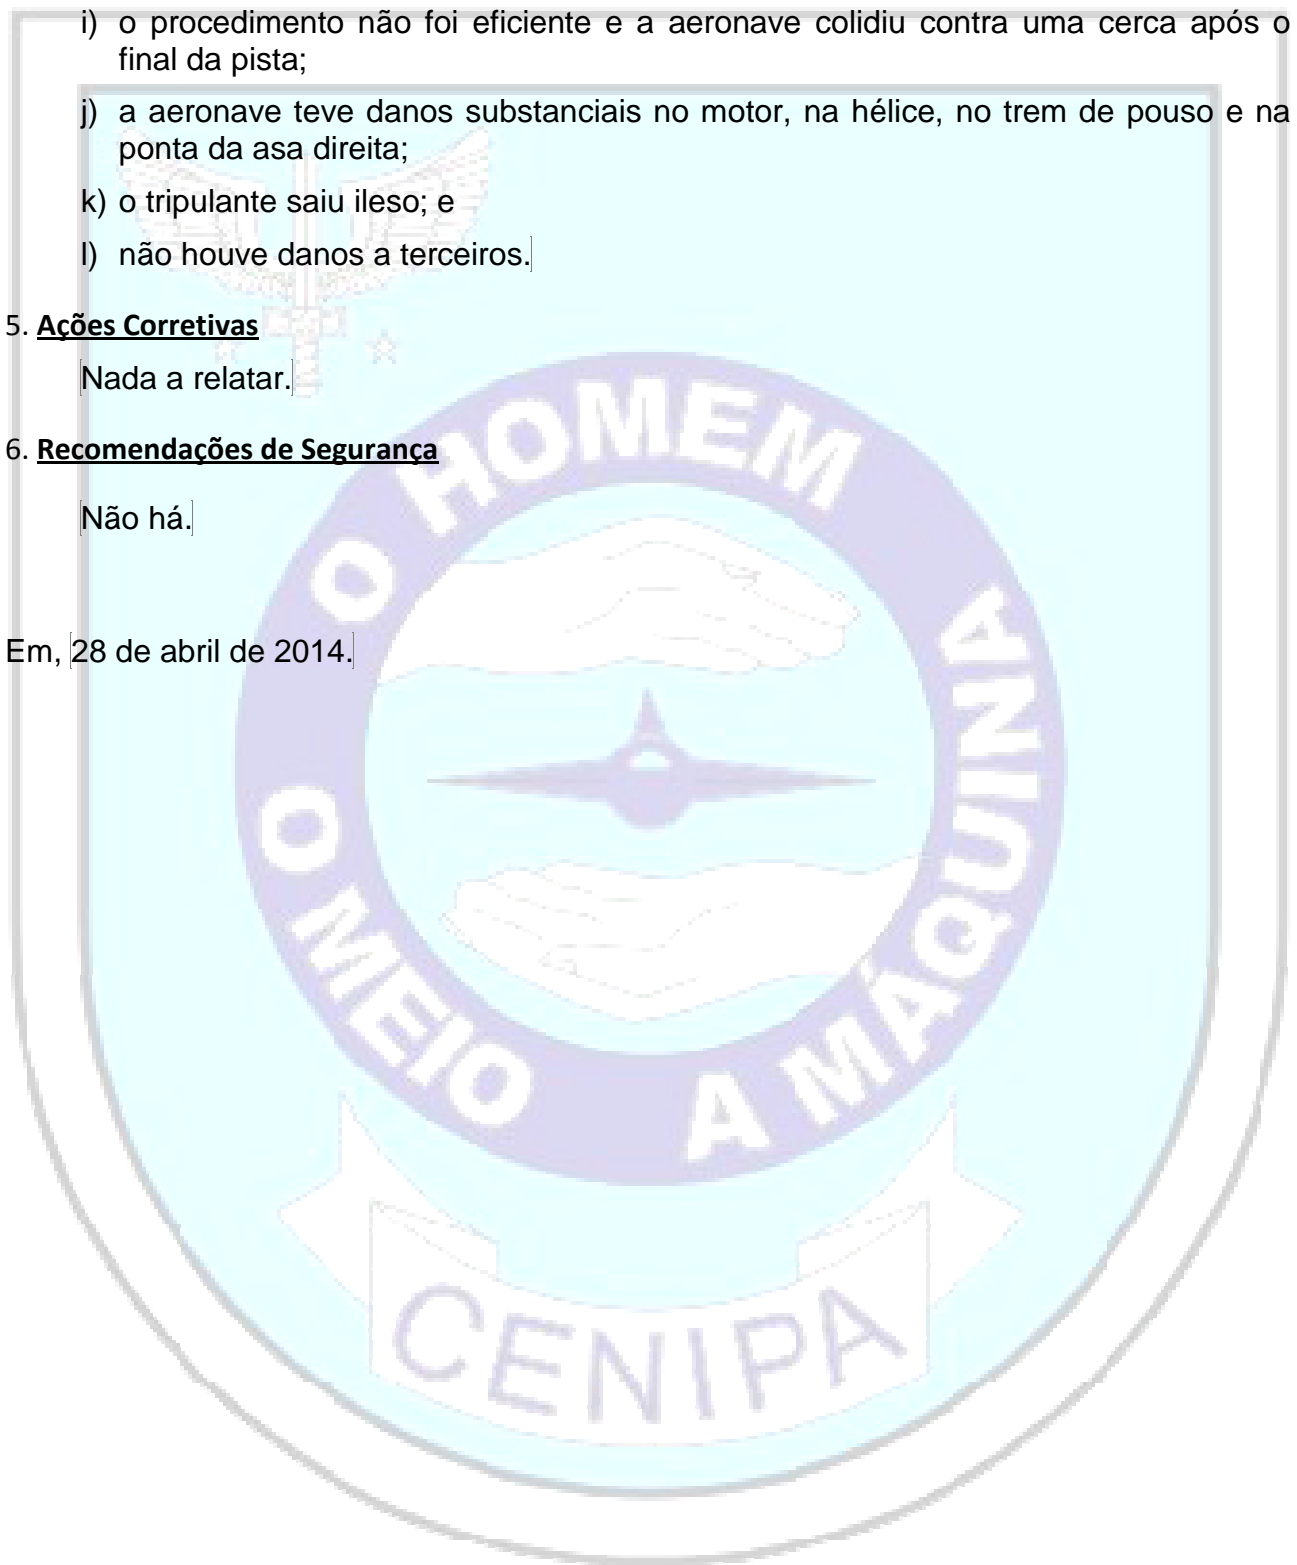 i) o procedimento não foi eficiente e a aeronave colidiu contra uma cerca após o
final da pista;
j) a aeronave teve danos substanciais no motor, na hélice, no trem de pouso e na
ponta da asa direita;
k) o tripulante saiu ileso; e
l) não houve danos a terceiros.
5. Ações Corretivas
Nada a relatar.
6. Recomendações de Segurança
Não há.
Em, 28 de abril de 2014.
O HOMEM
O MEIO
A MÁQUINA
CENIPA